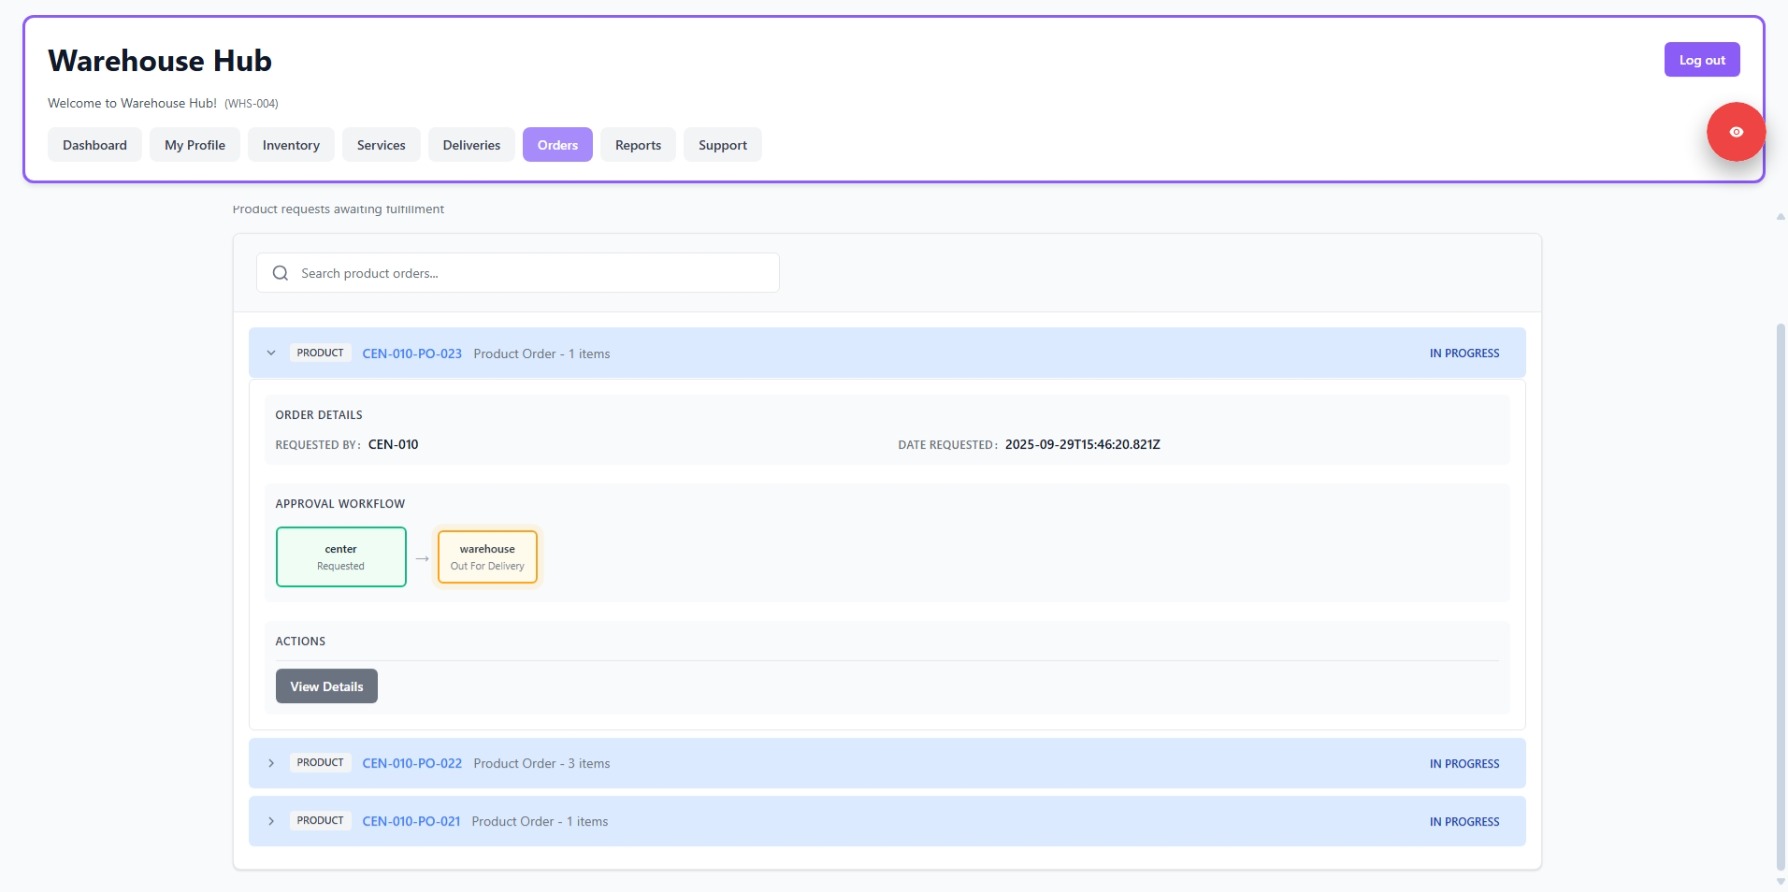 Warehouse Hub
Log out
Welcome to Warehouse Hub! (WHS-004)
Dashboard My Profile Inventory Services Deliveries Orders Reports Support
Product requests awaiting fulfillment
Search product orders...
PRODUCT CEN-010-PO-023 Product Order - 1 items IN PROGRESS
ORDER DETAILS
REQUESTED BY: CEN-010 DATE REQUESTED: 2025-09-29T15:46:20.821Z
APPROVAL WORKFLOW
center → warehouse
Requested Out For Delivery
ACTIONS
View Details
PRODUCT CEN-010-PO-022 Product Order - 3 items IN PROGRESS
PRODUCT CEN-010-PO-021 Product Order - 1 items IN PROGRESS